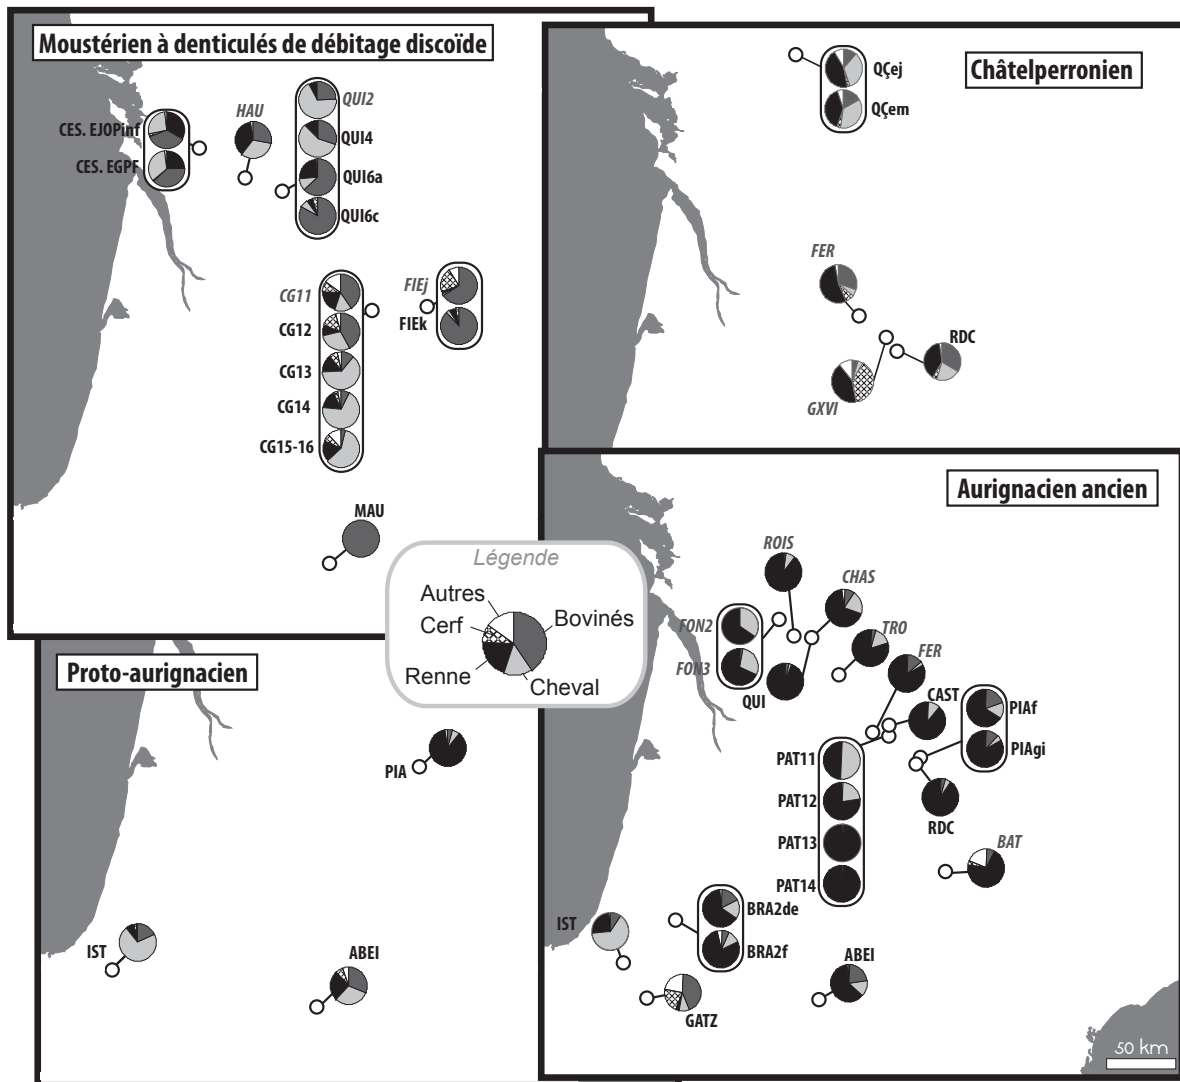 Moustérien à denticulés de débitage discoïde
CES. EJOPinf
CES. EGPF
HAU
QUI2
QUI4
QUI6a
QUI6c
CG11
CG12
CG13
CG14
CG15-16
FIEj
FIEk
MAU
Châtelperronien
QÇej
QÇem
FER
RDC
GXVI
Légende
Autres
Cerf
Renne
Bovinés
Cheval
Proto-aurignacien
PIA
IST
ABEI
Aurignacien ancien
ROIS
CHAS
FON2
FON3
QUI
TRO
FER
CAST
PIAf
PIAgi
PAT11
PAT12
PAT13
PAT14
RDC
BAT
BRA2de
BRA2f
IST
GATZ
ABEI
50 km